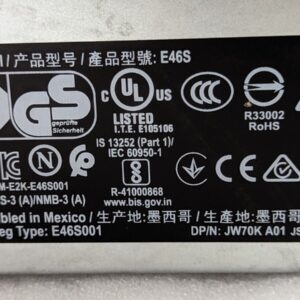 / 产品型号 / 產品型號: E46S
GS
geprüfte
Sicherheit
c UL US
LISTED
I.T.E. E105106
CCC
R33002
RoHS
IS 13252 (Part 1)/
IEC 60950-1
M-E2K-E46S001
S-3 (A)/NMB-3 (A)
R-41000868
www.bis.gov.in
CE
bled in Mexico / 生产地: 墨西哥 / 生產地: 墨西哥
eg Type: E46S001
DP/N: JW70K A01